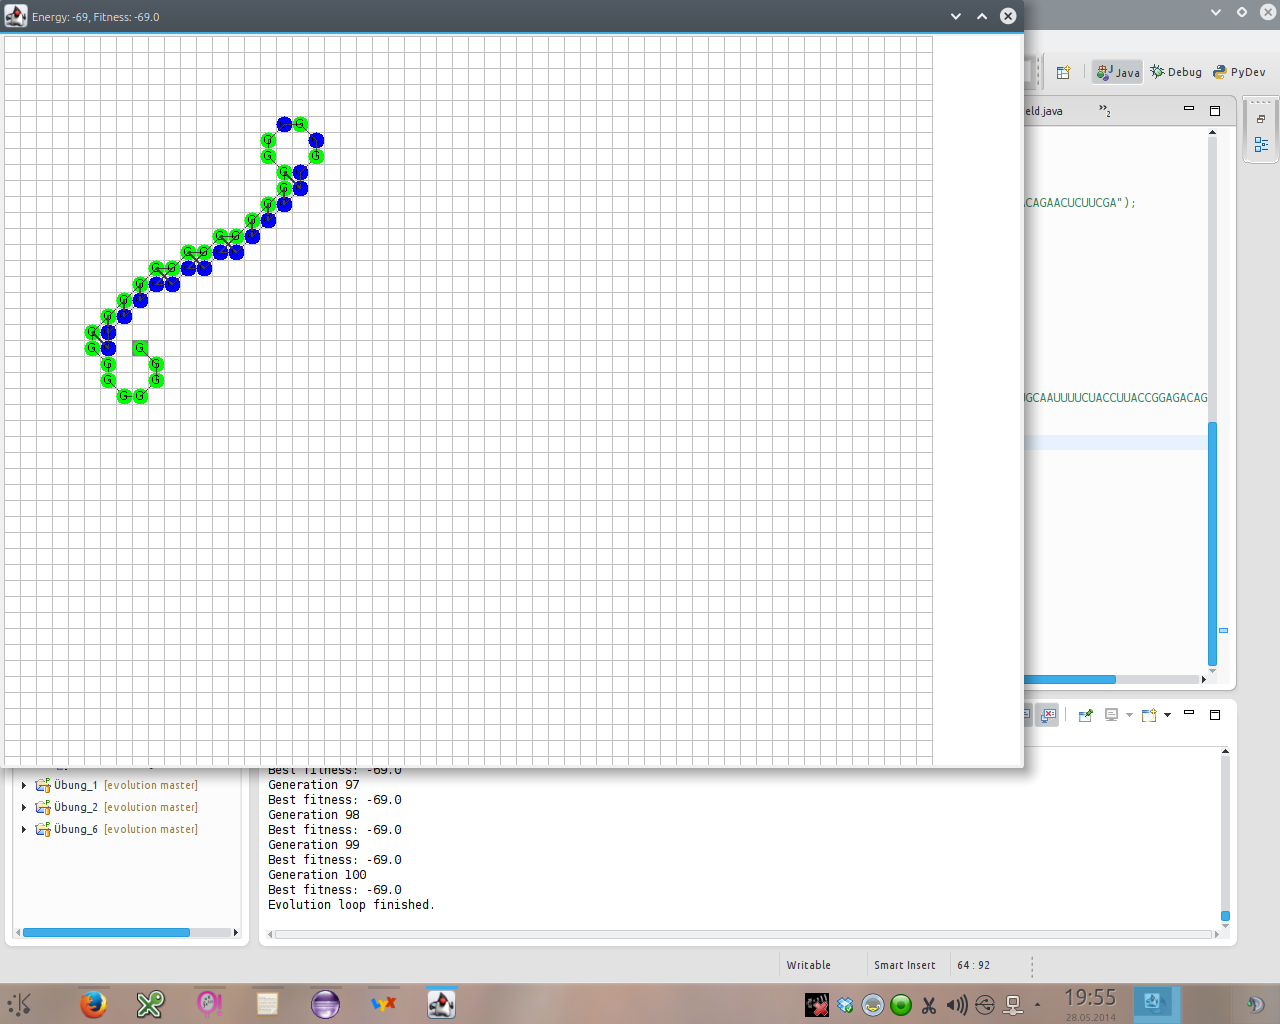 Energy: -69, Fitness: -69.0
Java
Debug
PyDev
eld.java
»2
CAGAACUCUUCGA");
G
G
G
G
G
G
G
G
G
G G
G G
G G
G
G
G
G
G G
G G
G G
G G
GCAAUUUUCUACCUUACCGGAGACAG
Best fitness: -69.0
Übung_1 [evolution master]
Generation 97
Best fitness: -69.0
Übung_2 [evolution master]
Generation 98
Übung_6 [evolution master]
Best fitness: -69.0
Generation 99
Best fitness: -69.0
Generation 100
Best fitness: -69.0
Evolution loop finished.
Writable
Smart Insert
64 : 92
19:55
28.05.2014